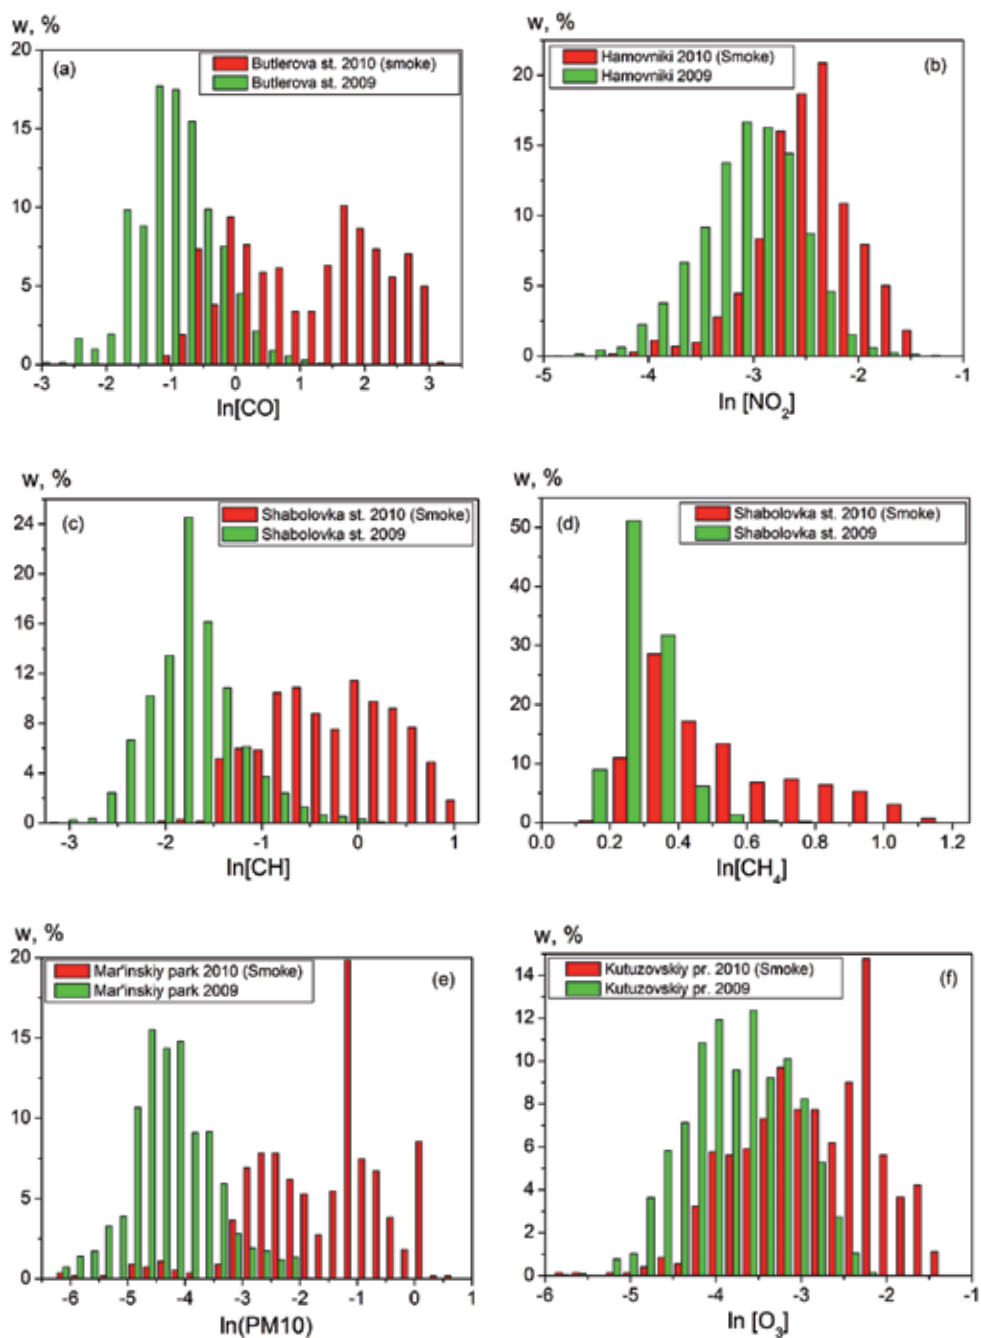 w, %
20
15
10
5
0
(a)
Butlerova st. 2010 (smoke)
Butlerova st. 2009
-3 -2 -1 0 1 2 3
ln[CO]
w, %
20
15
10
5
0
Hamovniki 2010 (Smoke)
Hamovniki 2009
(b)
-5 -4 -3 -2 -1
ln [NO₂]
w, %
24
20
16
12
8
4
0
(c)
Shabolovka st. 2010 (Smoke)
Shabolovka st. 2009
-3 -2 -1 0 1
ln[CH]
w, %
50
40
30
20
10
0
(d)
Shabolovka st. 2010 (Smoke)
Shabolovka st. 2009
0.0 0.2 0.4 0.6 0.8 1.0 1.2
ln[CH₄]
w, %
20
15
10
5
0
Mar'inskiy park 2010 (Smoke)
Mar'inskiy park 2009
(e)
-6 -5 -4 -3 -2 -1 0 1
ln(PM10)
w, %
14
12
10
8
6
4
2
0
Kutuzovskiy pr. 2010 (Smoke)
Kutuzovskiy pr. 2009
(f)
-6 -5 -4 -3 -2 -1
ln [O₃]